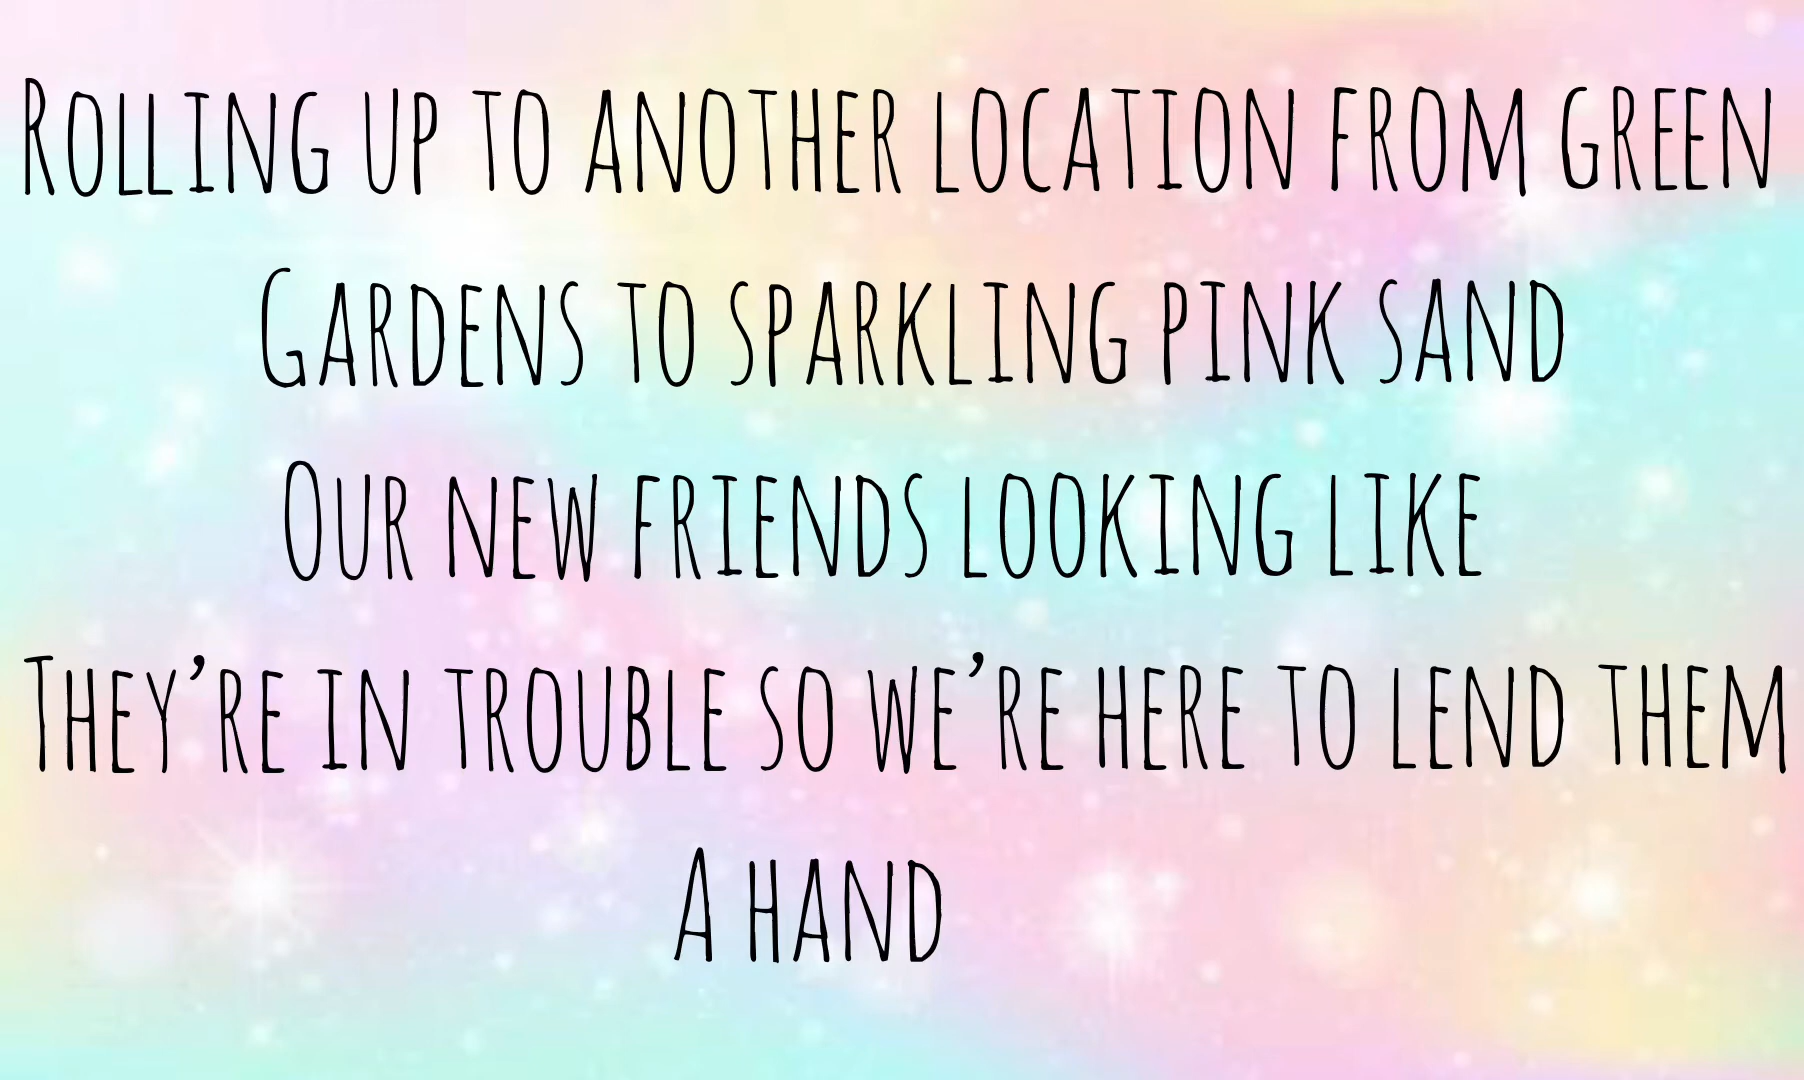 Rolling up to another location from green
Gardens to sparkling pink sand
Our new friends looking like
They’re in trouble so we’re here to lend them
A hand